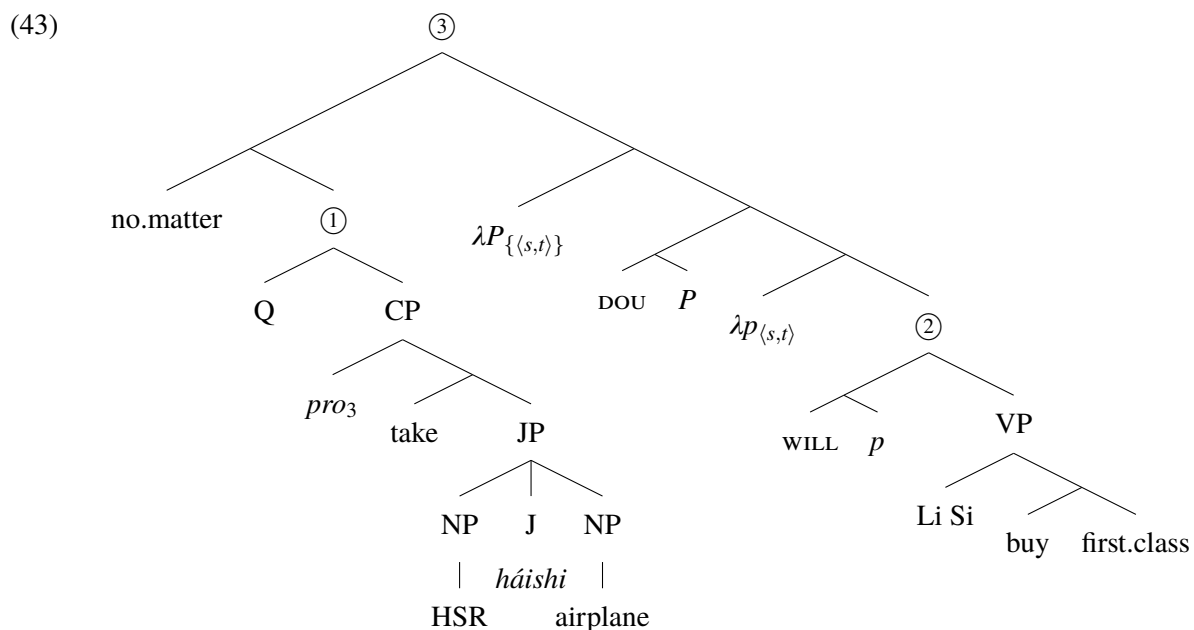 (43)
③
no.matter
①
λP{⟨s,t⟩}
Q
CP
DOU
P
λp⟨s,t⟩
②
pro₃
take
JP
WILL
p
VP
NP
J
NP
Li Si
háishi
buy
first.class
HSR
airplane